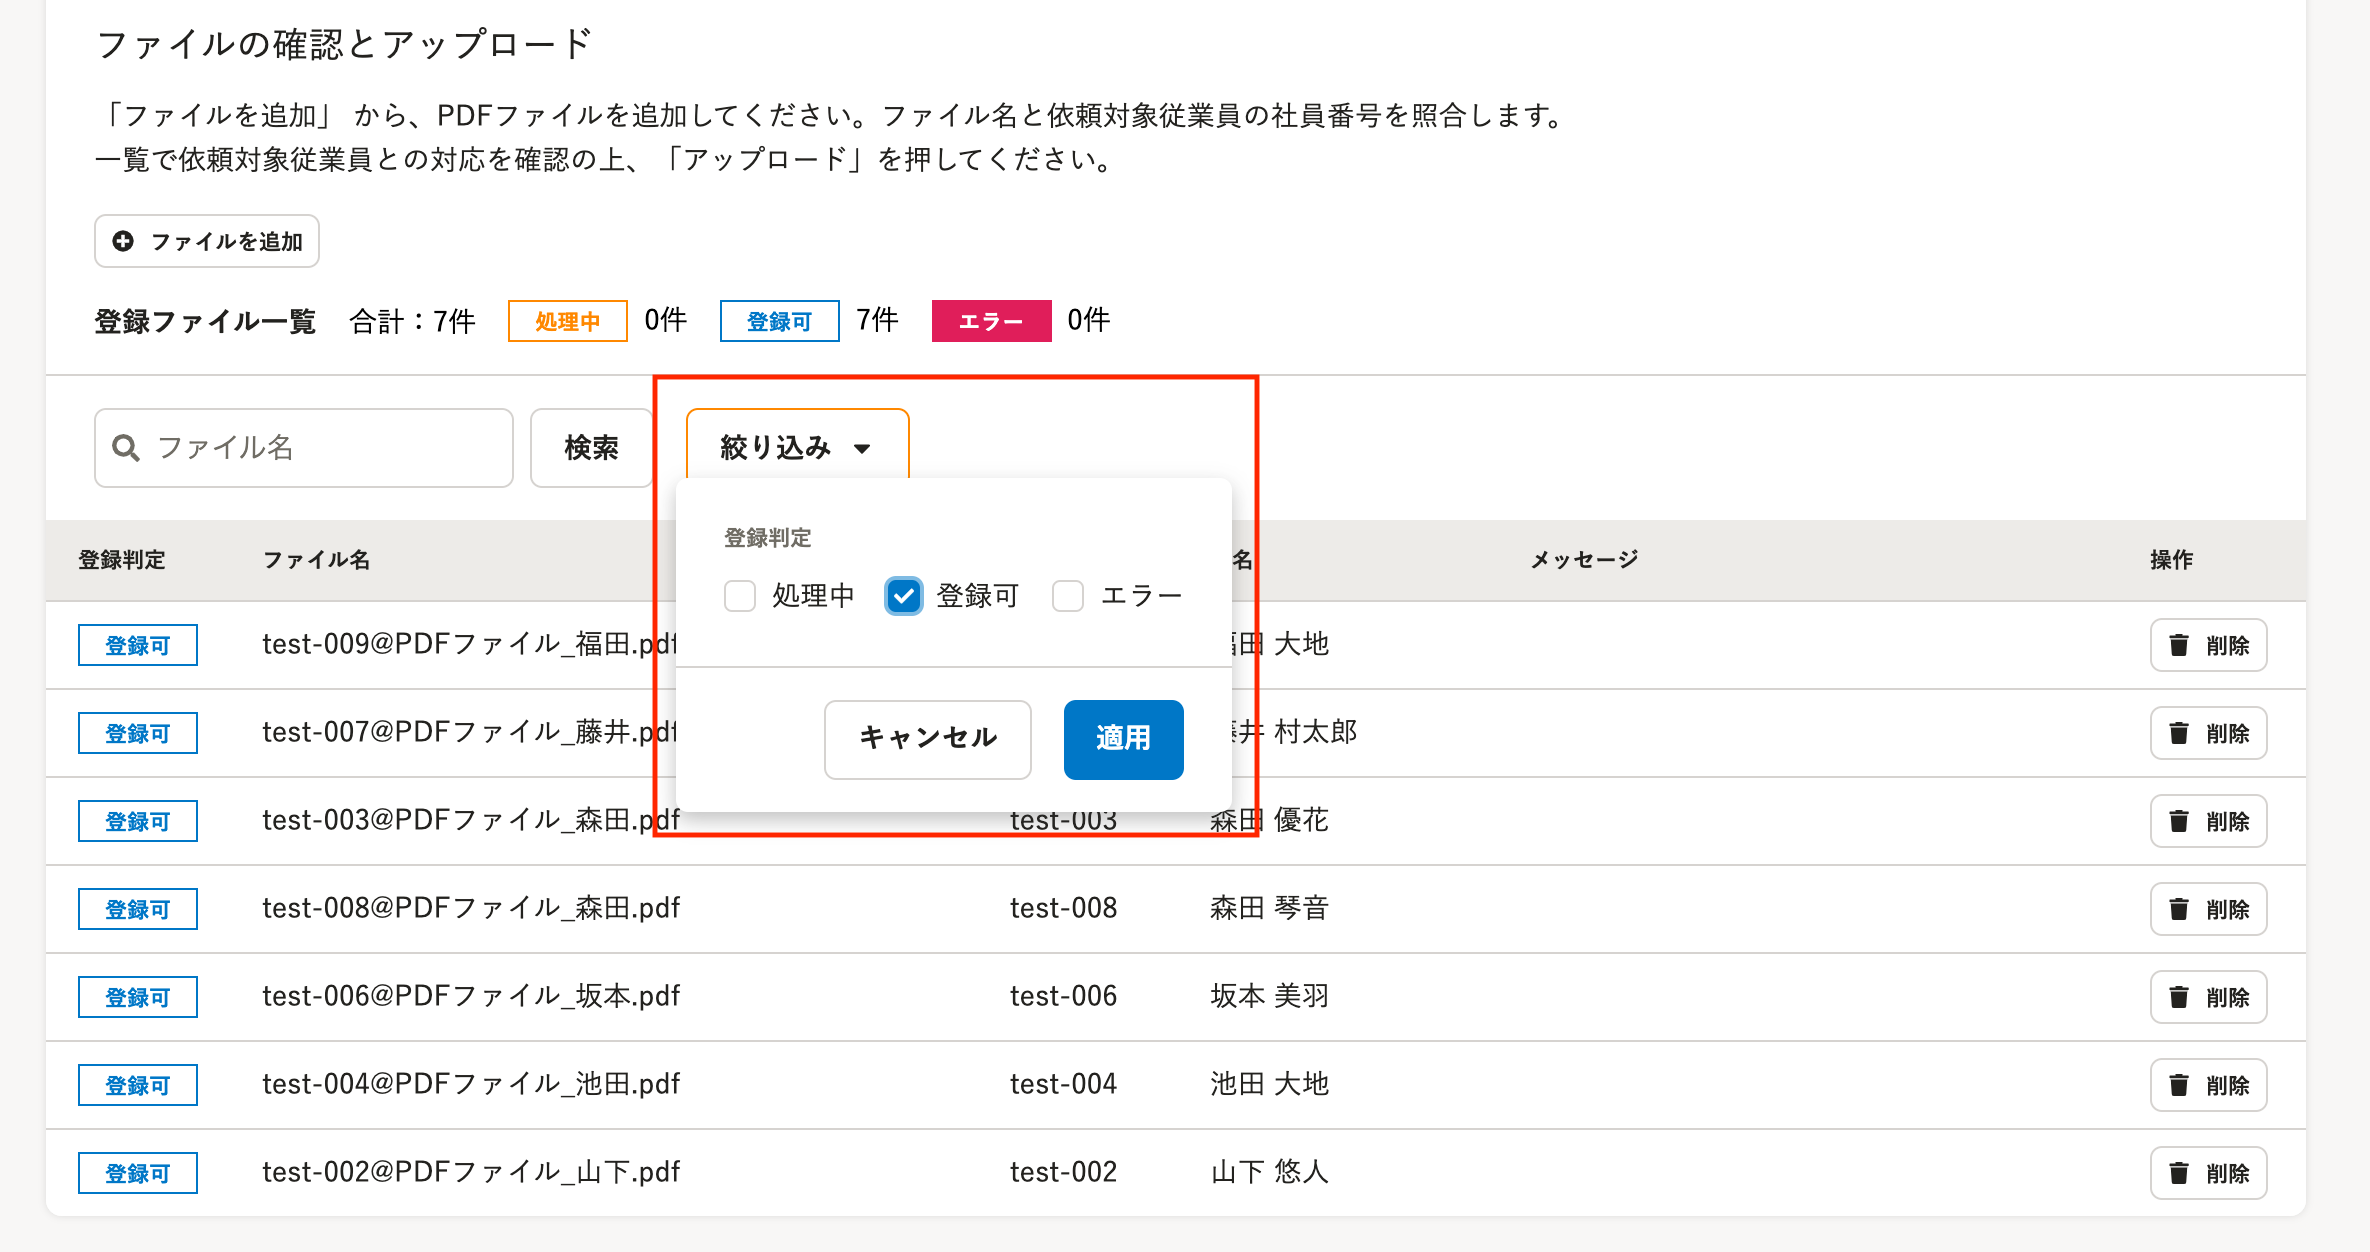 ファイルの確認とアップロード
「ファイルを追加」 から、PDFファイルを追加してください。ファイル名と依頼対象従業員の社員番号を照合します。
一覧で依頼対象従業員との対応を確認の上、「アップロード」を押してください。
ファイルを追加
登録ファイル一覧 合計：7件 処理中 0件 登録可 7件 エラー 0件
ファイル名 検索 絞り込み
登録判定
処理中 登録可 エラー
キャンセル 適用
登録判定 ファイル名 名 メッセージ 操作
登録可 test-009@PDFファイル_福田.pdf 福田 大地 削除
登録可 test-007@PDFファイル_藤井.pdf 藤井 村太郎 削除
登録可 test-003@PDFファイル_森田.pdf test-003 森田 優花 削除
登録可 test-008@PDFファイル_森田.pdf test-008 森田 琴音 削除
登録可 test-006@PDFファイル_坂本.pdf test-006 坂本 美羽 削除
登録可 test-004@PDFファイル_池田.pdf test-004 池田 大地 削除
登録可 test-002@PDFファイル_山下.pdf test-002 山下 悠人 削除